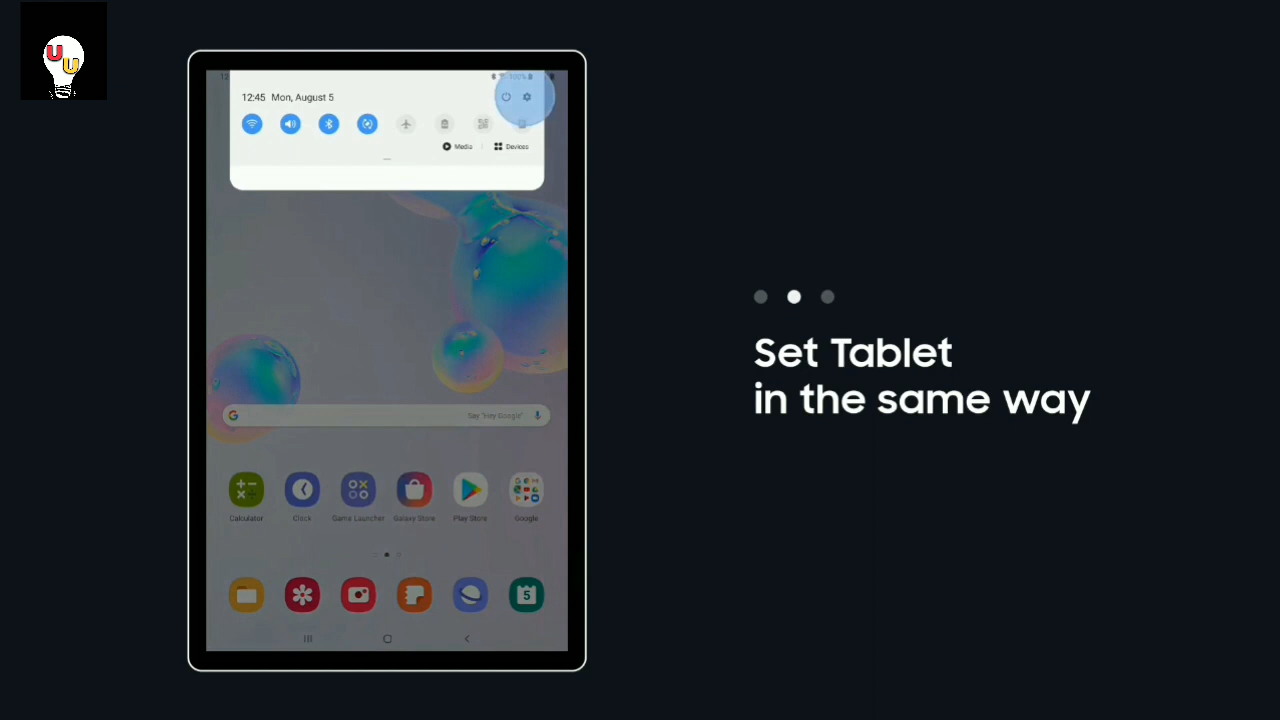 U
U
12:45 Mon, August 5
Media
Devices
Set Tablet
in the same way
Say "Hey Google"
Calculator
Clock
Game Launcher
Galaxy Store
Play Store
Google
5